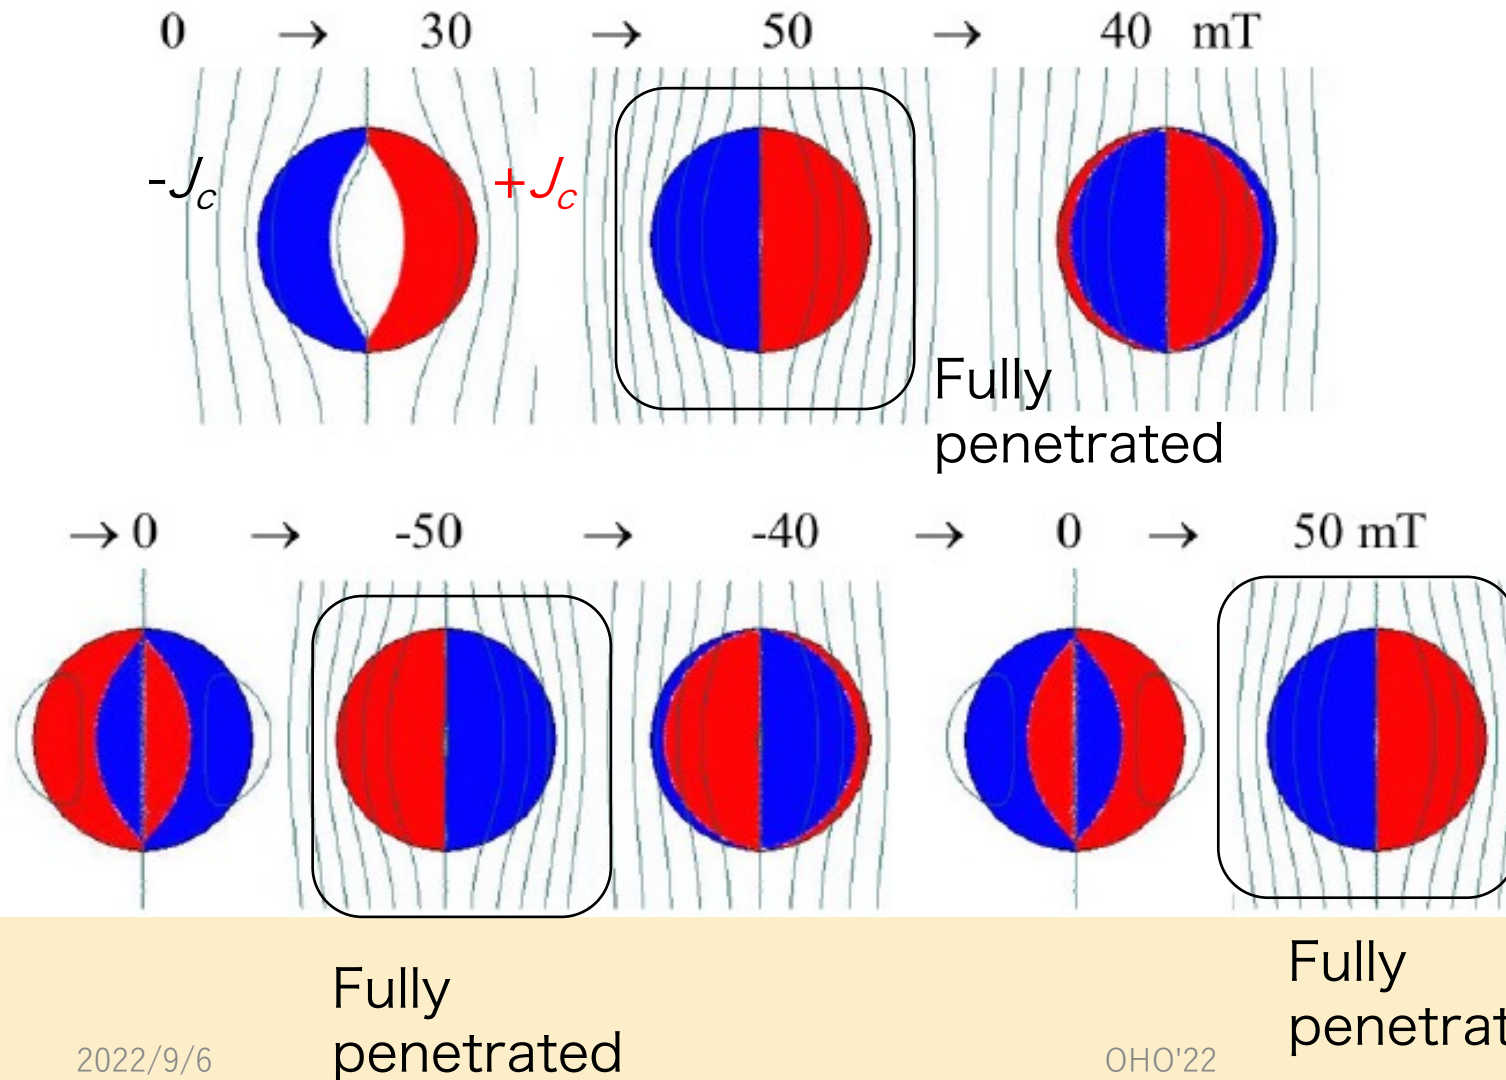 0 → 30 → 50 → 40 mT
-Jc +Jc
Fully
penetrated
→ 0 → -50 → -40 → 0 → 50 mT
Fully
penetrated
Fully
penetrat
2022/9/6
OHO'22